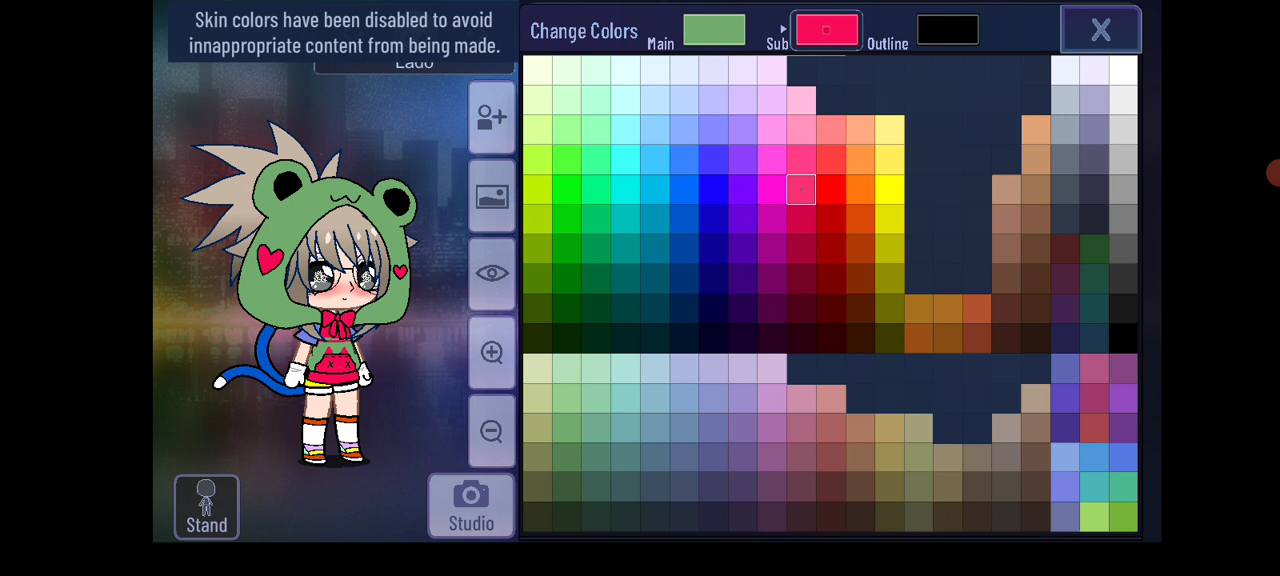 Skin colors have been disabled to avoid
innappropriate content from being made.
Change Colors
Main
Sub
Outline
X
Lado
Stand
Studio